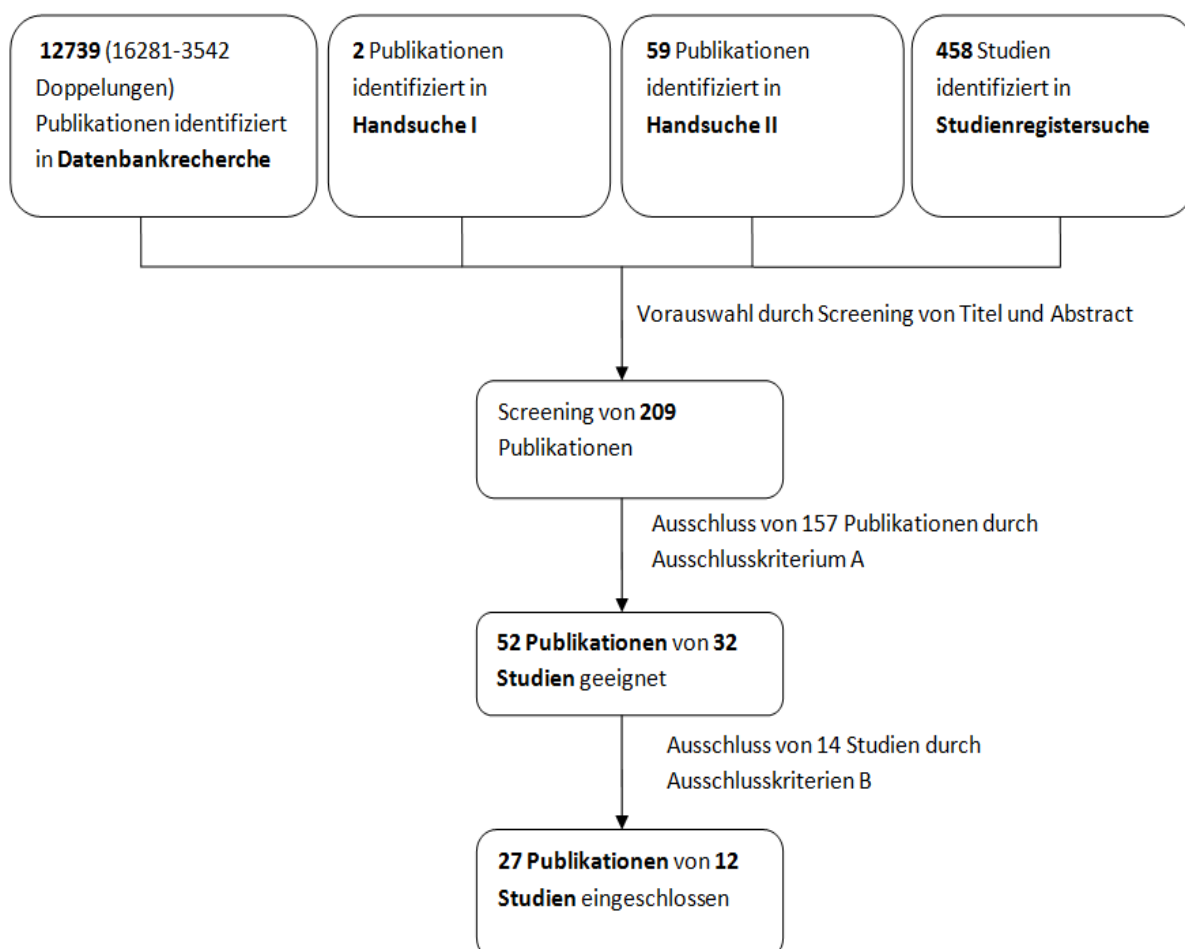 12739 (16281-3542
Doppelungen)
Publikationen identifiziert
in Datenbankrecherche
2 Publikationen
identifiziert in
Handsuche I
59 Publikationen
identifiziert in
Handsuche II
458 Studien
identifiziert in
Studienregistersuche
Vorauswahl durch Screening von Titel und Abstract
Screening von 209
Publikationen
Ausschluss von 157 Publikationen durch
Ausschlusskriterium A
52 Publikationen von 32
Studien geeignet
Ausschluss von 14 Studien durch
Ausschlusskriterien B
27 Publikationen von 12
Studien eingeschlossen